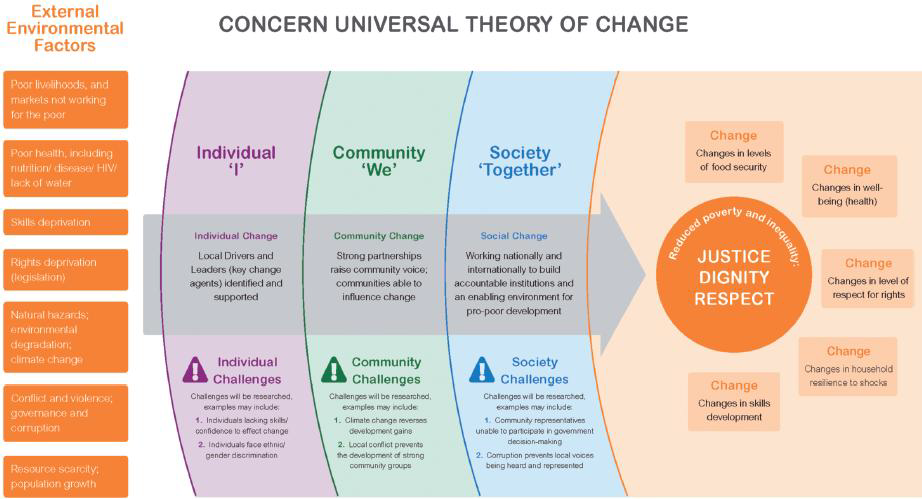 External
Environmental
Factors
CONCERN UNIVERSAL THEORY OF CHANGE
Poor livelihoods, and
markets not working
for the poor
Poor health, including
nutrition/ disease/ HIV/
lack of water
Skills deprivation
Rights deprivation
(legislation)
Natural hazards;
environmental
degradation;
climate change
Conflict and violence;
governance and
corruption
Resource scarcity;
population growth
Individual
‘I’
Individual Change
Local Drivers and
Leaders (key change
agents) identified and
supported
Individual
Challenges
Challenges will be researched,
examples may include:
1. Individuals lacking skills/
confidence to effect change
2. Individuals face ethnic/
gender discrimination
Community
‘We’
Community Change
Strong partnerships
raise community voice;
communities able to
influence change
Community
Challenges
Challenges will be researched,
examples may include:
1. Climate change reverses
development gains
2. Local conflict prevents
the development of strong
community groups
Society
‘Together’
Social Change
Working nationally and
internationally to build
accountable institutions and
an enabling environment for
pro-poor development
Society
Challenges
Challenges will be researched,
examples may include:
1. Community representatives
unable to participate in government
decision-making
2. Corruption prevents local voices
being heard and represented
Reduced poverty and inequality:
JUSTICE
DIGNITY
RESPECT
Change
Changes in levels
of food security
Change
Changes in well-
being (health)
Change
Changes in level of
respect for rights
Change
Changes in household
resilience to shocks
Change
Changes in skills
development